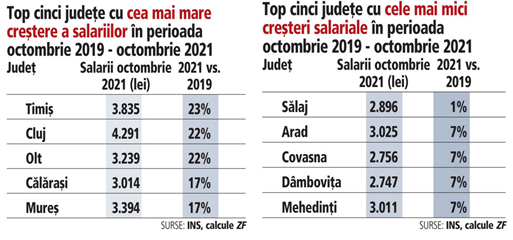 Top cinci județe cu cea mai mare
creștere a salariilor în perioada
octombrie 2019 - octombrie 2021
Județ Salarii octombrie 2021 vs.
2021 (lei) 2019
Timiș 3.835 23%
Cluj 4.291 22%
Olt 3.239 22%
Călărași 3.014 17%
Mureș 3.394 17%
SURSE: INS, calcule ZF
Top cinci județe cu cele mai mici
creșteri salariale în perioada
octombrie 2019 - octombrie 2021
Județ Salarii octombrie 2021 vs.
2021 (lei) 2019
Sălaj 2.896 1%
Arad 3.025 7%
Covasna 2.756 7%
Dâmbovița 2.747 7%
Mehedinți 3.011 7%
SURSE: INS, calcule ZF